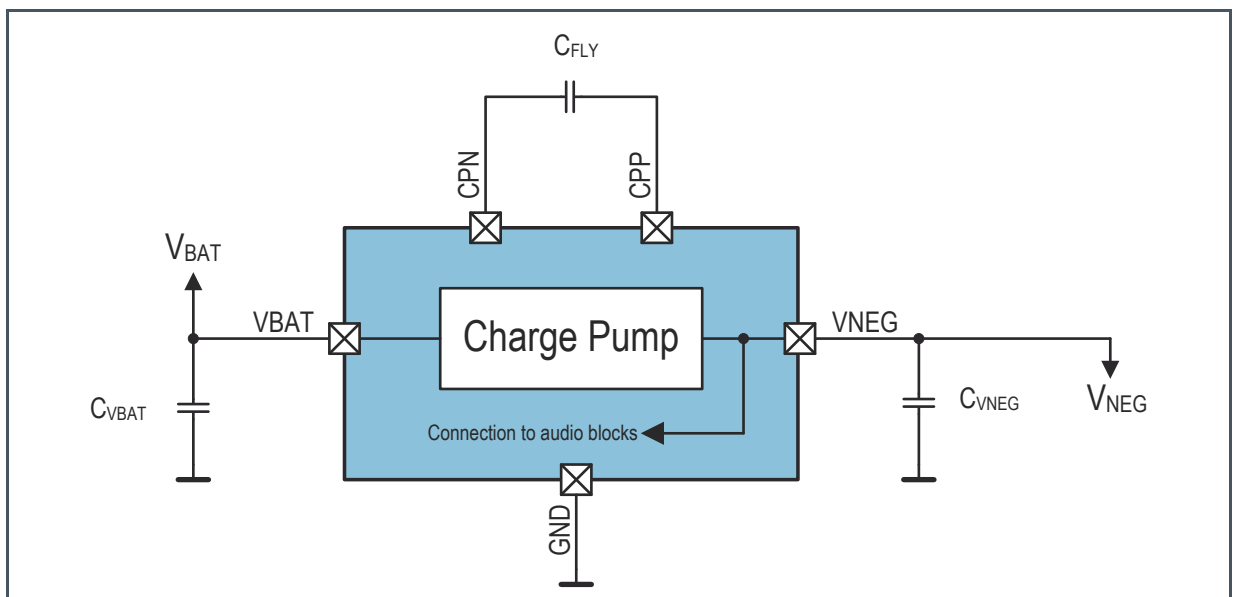 CFLY
CPN
CPP
VBAT
VBAT
Charge Pump
VNEG
CVBAT
CVNEG
VNEG
Connection to audio blocks
GND